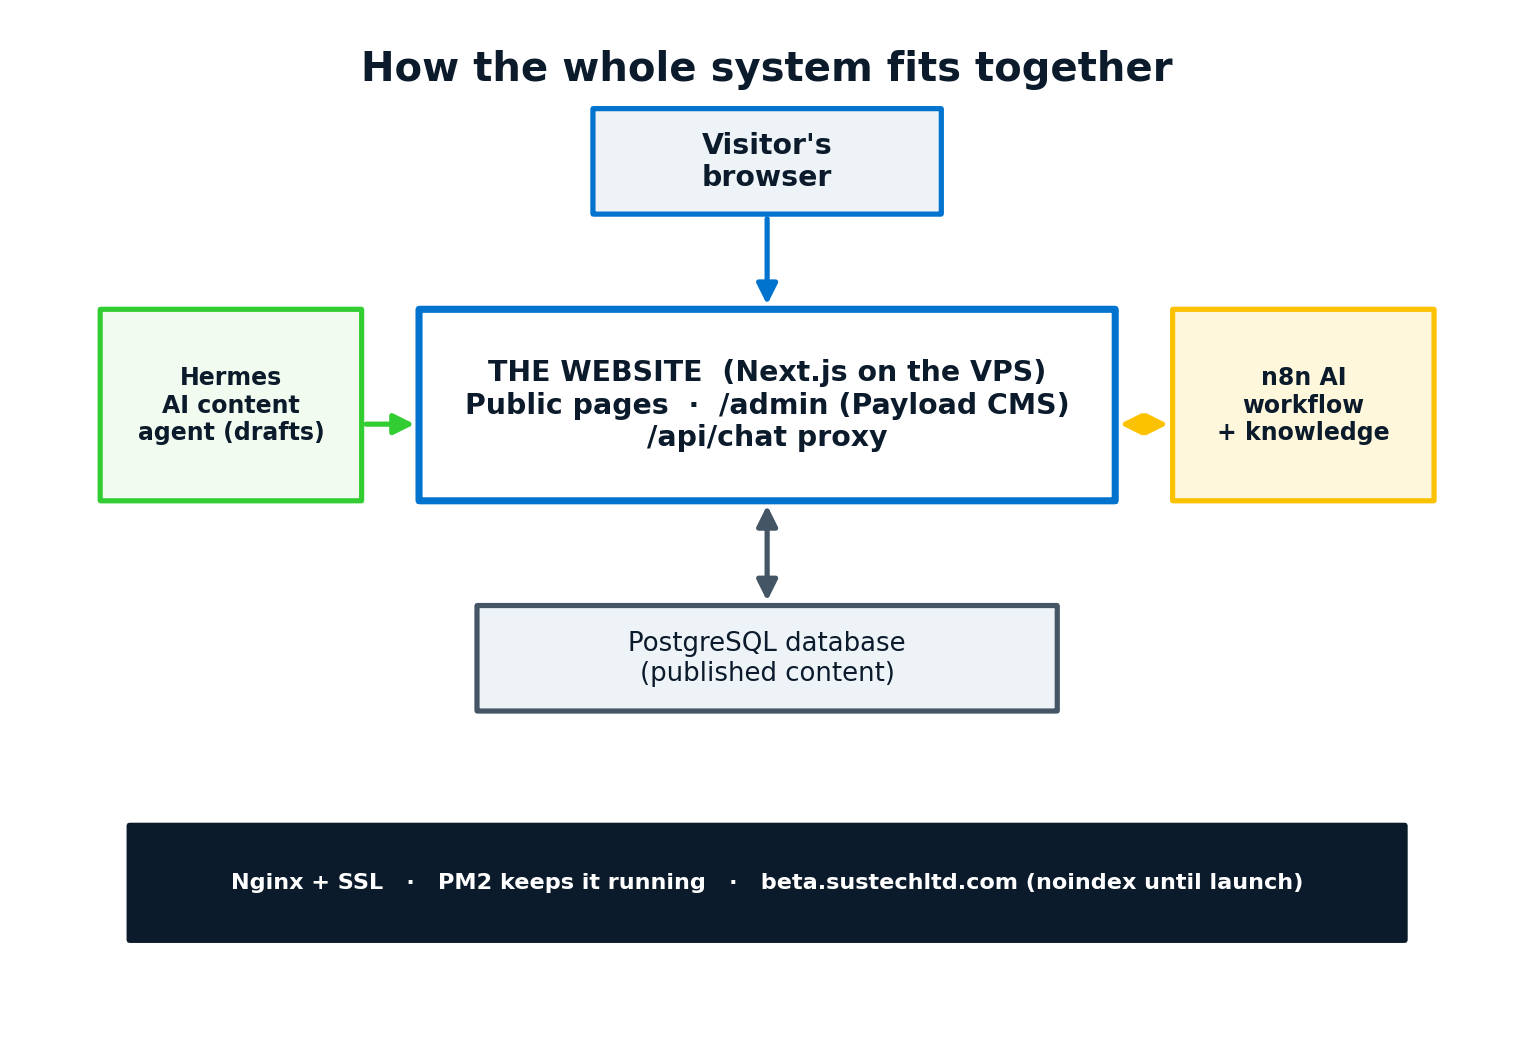 How the whole system fits together
Visitor's
browser
Hermes
AI content
agent (drafts)
THE WEBSITE (Next.js on the VPS)
Public pages · /admin (Payload CMS)
/api/chat proxy
n8n AI
workflow
+ knowledge
PostgreSQL database
(published content)
Nginx + SSL · PM2 keeps it running · beta.sustechltd.com (noindex until launch)